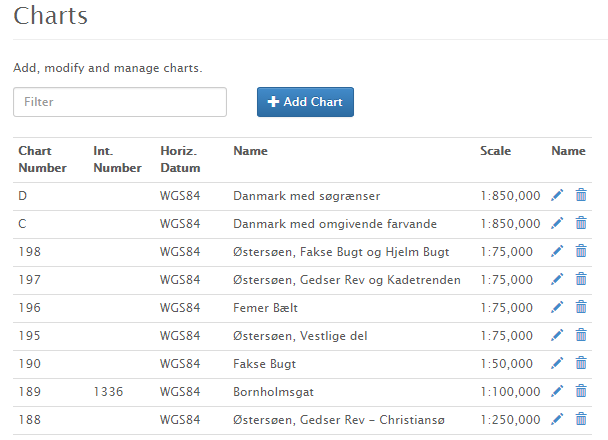 Charts
Add, modify and manage charts.
Filter
Add Chart
Chart Number Int. Number Horiz. Datum Name Scale Name
D WGS84 Danmark med søgrænser 1:850,000
C WGS84 Danmark med omgivende farvande 1:850,000
198 WGS84 Østersøen, Fakse Bugt og Hjelm Bugt 1:75,000
197 WGS84 Østersøen, Gedser Rev og Kadetrenden 1:75,000
196 WGS84 Femer Bælt 1:75,000
195 WGS84 Østersøen, Vestlige del 1:75,000
190 WGS84 Fakse Bugt 1:50,000
189 1336 WGS84 Bornholmsgat 1:100,000
188 WGS84 Østersøen, Gedser Rev - Christiansø 1:250,000